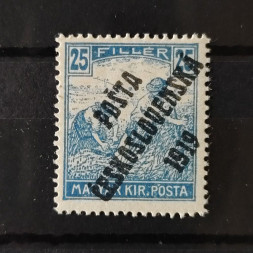 FILLÉR
25 25
POŠTA
ČESKOSLOVENSKÁ
1919
MAGYAR KIR. POSTA